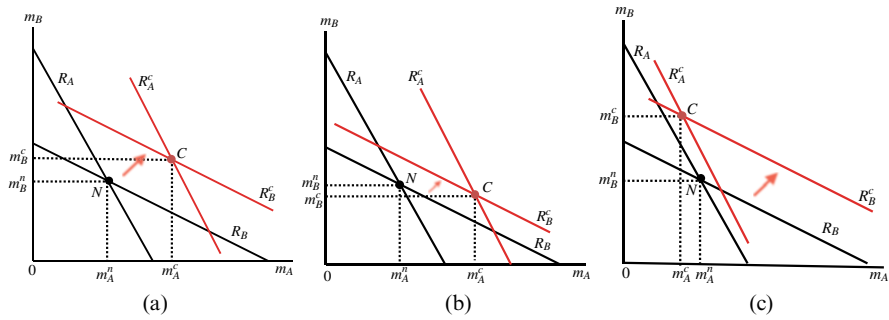 m_B
R_A
R_A^c
m_B^c
C
m_B^n
N
R_B^c
R_B
0
m_A^n
m_A^c
m_A
(a)
m_B
R_A
R_A^c
m_B^n
N
C
m_B^c
R_B^c
R_B
0
m_A^n
m_A^c
m_A
(b)
m_B
R_A
R_A^c
m_B^c
C
m_B^n
N
R_B^c
R_B
0
m_A^c
m_A^n
m_A
(c)